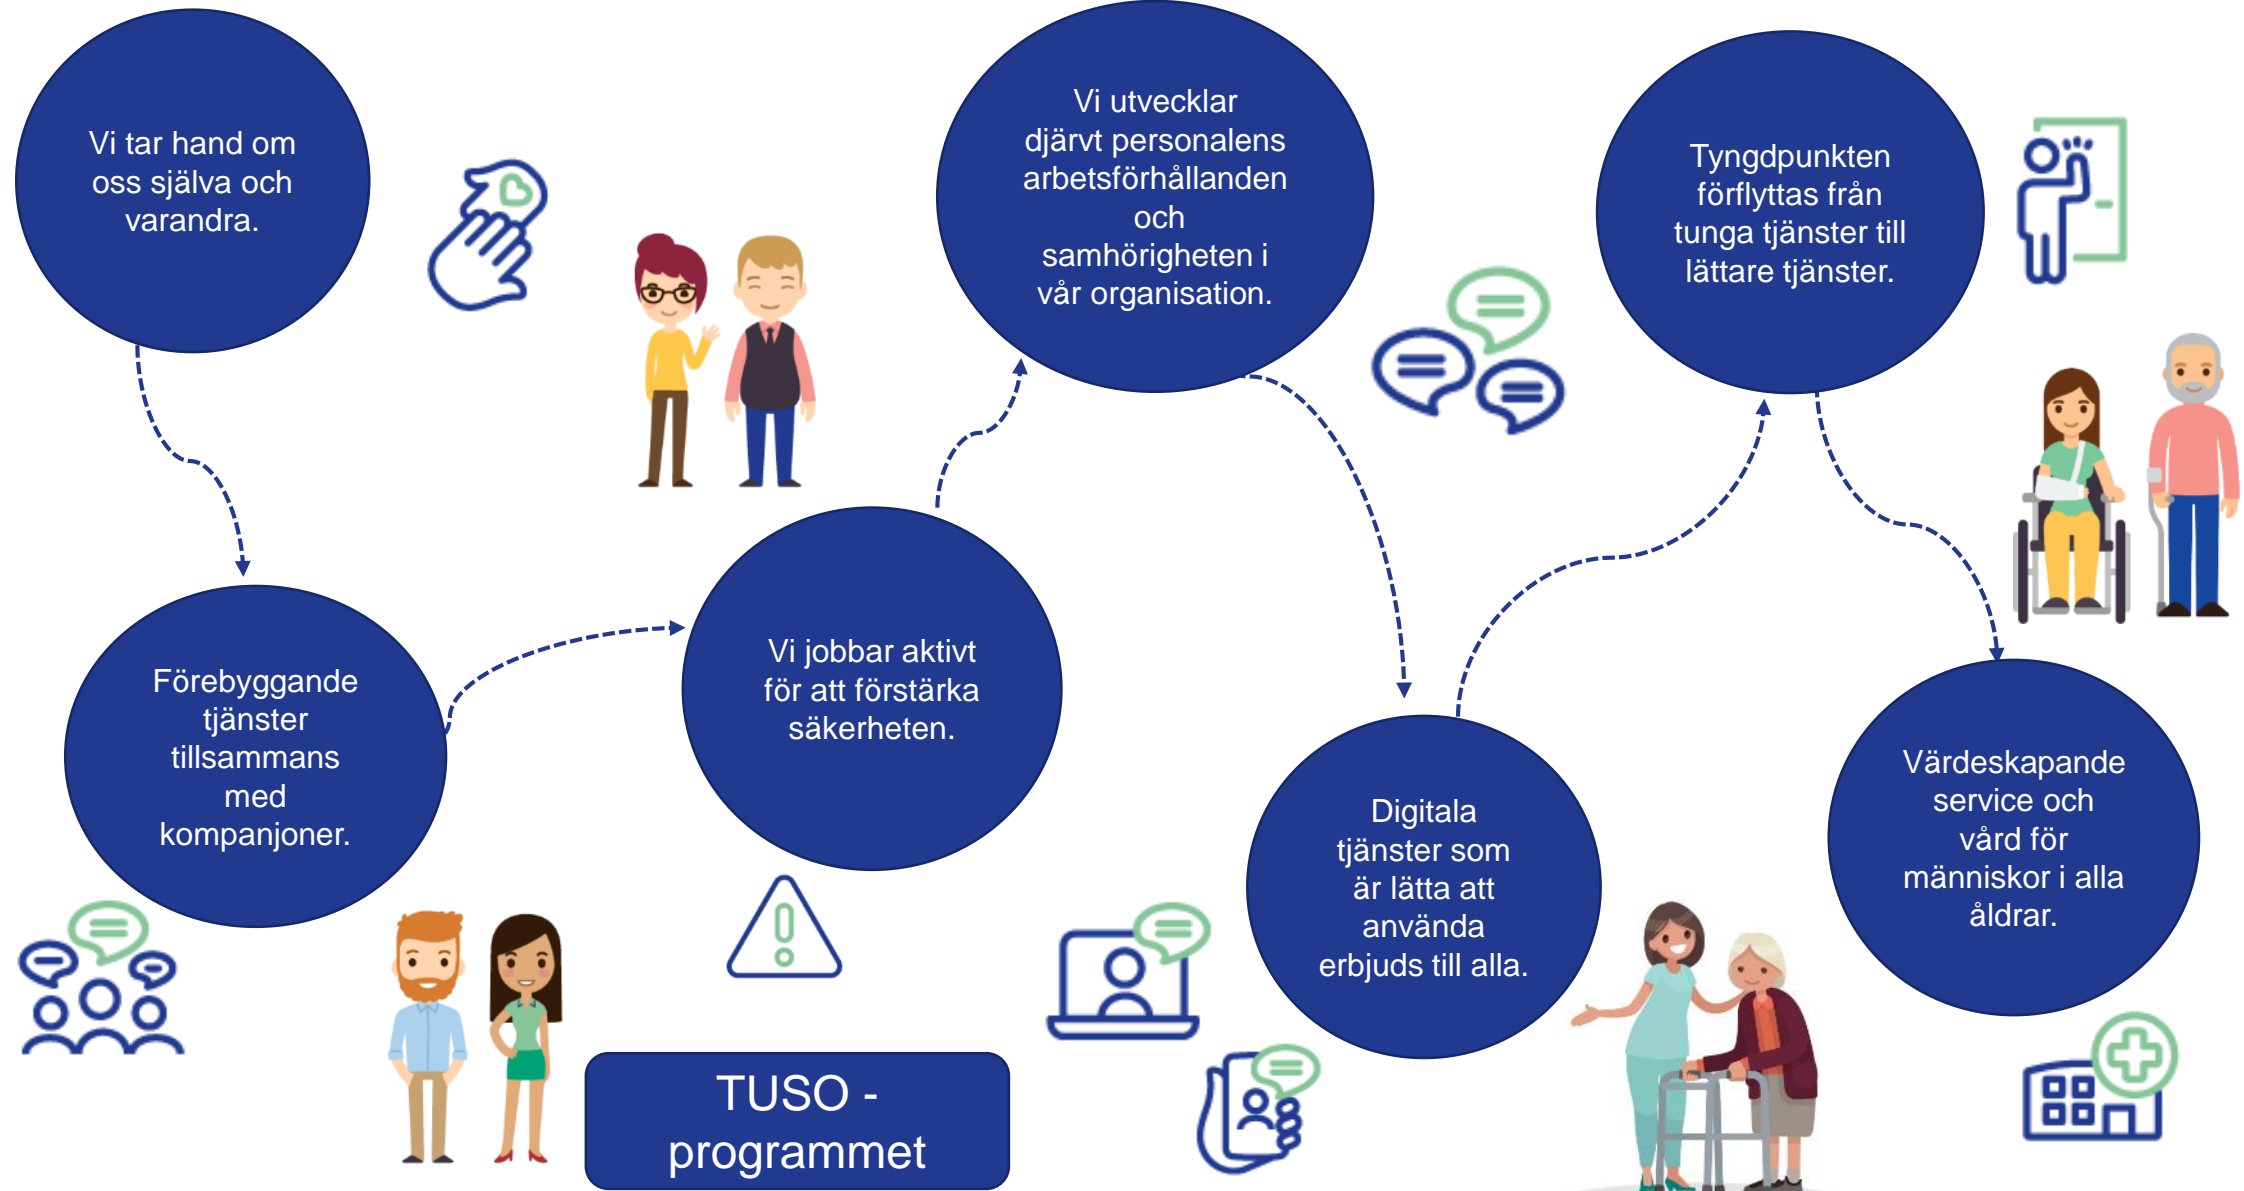 Vi tar hand om
oss själva och
varandra.
Förebyggande
tjänster
tillsammans
med
kompanjoner.
Vi jobbar aktivt
för att förstärka
säkerheten.
Vi utvecklar
djärvt personalens
arbetsförhållanden
och
samhörigheten i
vår organisation.
Digitala
tjänster som
är lätta att
använda
erbjuds till alla.
Tyngdpunkten
förflyttas från
tunga tjänster till
lättare tjänster.
Värdeskapande
service och
vård för
människor i alla
åldrar.
TUSO -
programmet